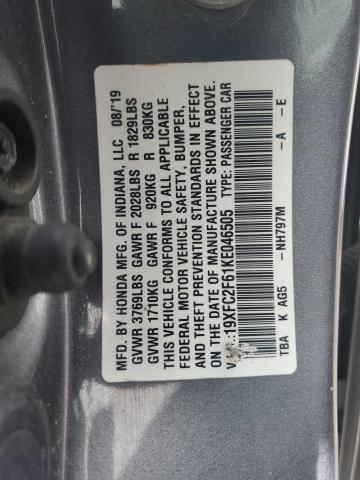 MFD. BY HONDA MFG. OF INDIANA, LLC 08/'19
GVWR 3769LBS GAWR F 2028LBS R 1829LBS
GVWR 1710KG GAWR F 920KG R 830KG
THIS VEHICLE CONFORMS TO ALL APPLICABLE
FEDERAL MOTOR VEHICLE SAFETY, BUMPER,
AND THEFT PREVENTION STANDARDS IN EFFECT
ON THE DATE OF MANUFACTURE SHOWN ABOVE.
:19XFC2F61KE046505 TYPE: PASSENGER CAR
TBA K AG5 -NH797M -A -E